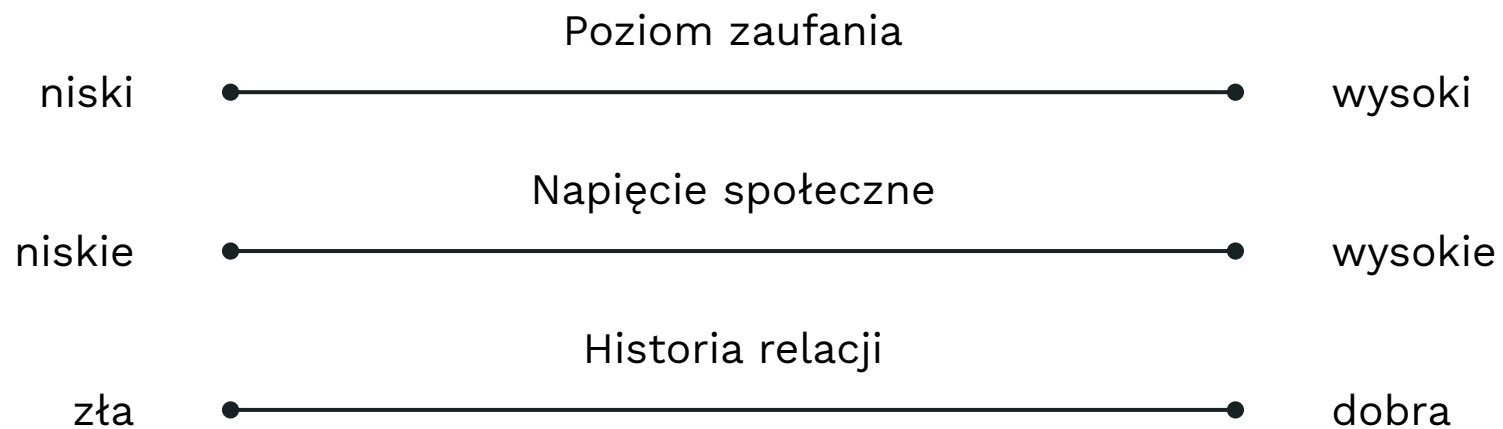 Poziom zaufania
niski wysoki
Napięcie społeczne
niskie wysokie
Historia relacji
zła dobra